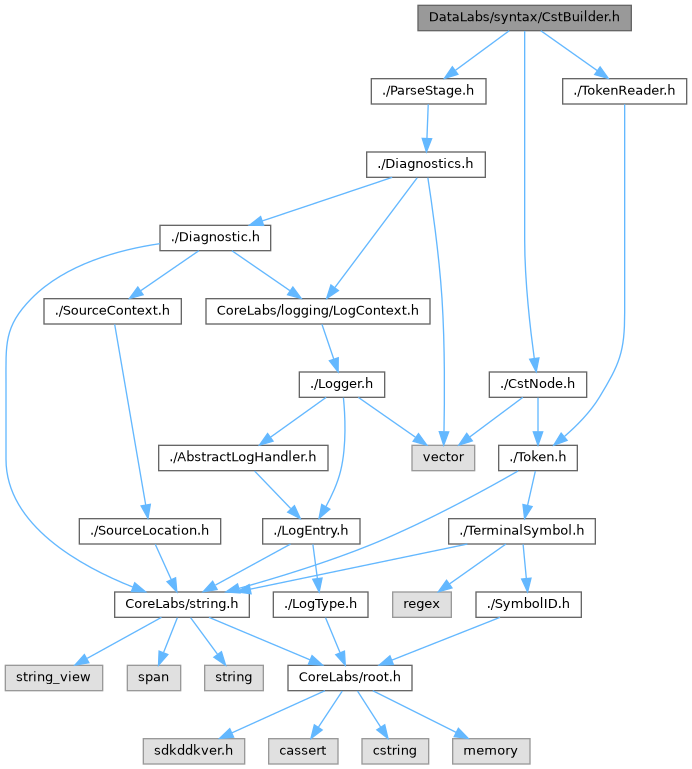 DataLabs/syntax/CstBuilder.h
./ParseStage.h
./TokenReader.h
./Diagnostics.h
./Diagnostic.h
./SourceContext.h
CoreLabs/logging/LogContext.h
./Logger.h
./CstNode.h
./AbstractLogHandler.h
vector
./Token.h
./SourceLocation.h
./LogEntry.h
./TerminalSymbol.h
CoreLabs/string.h
./LogType.h
regex
./SymbolID.h
string_view
span
string
CoreLabs/root.h
sdkddkver.h
cassert
cstring
memory